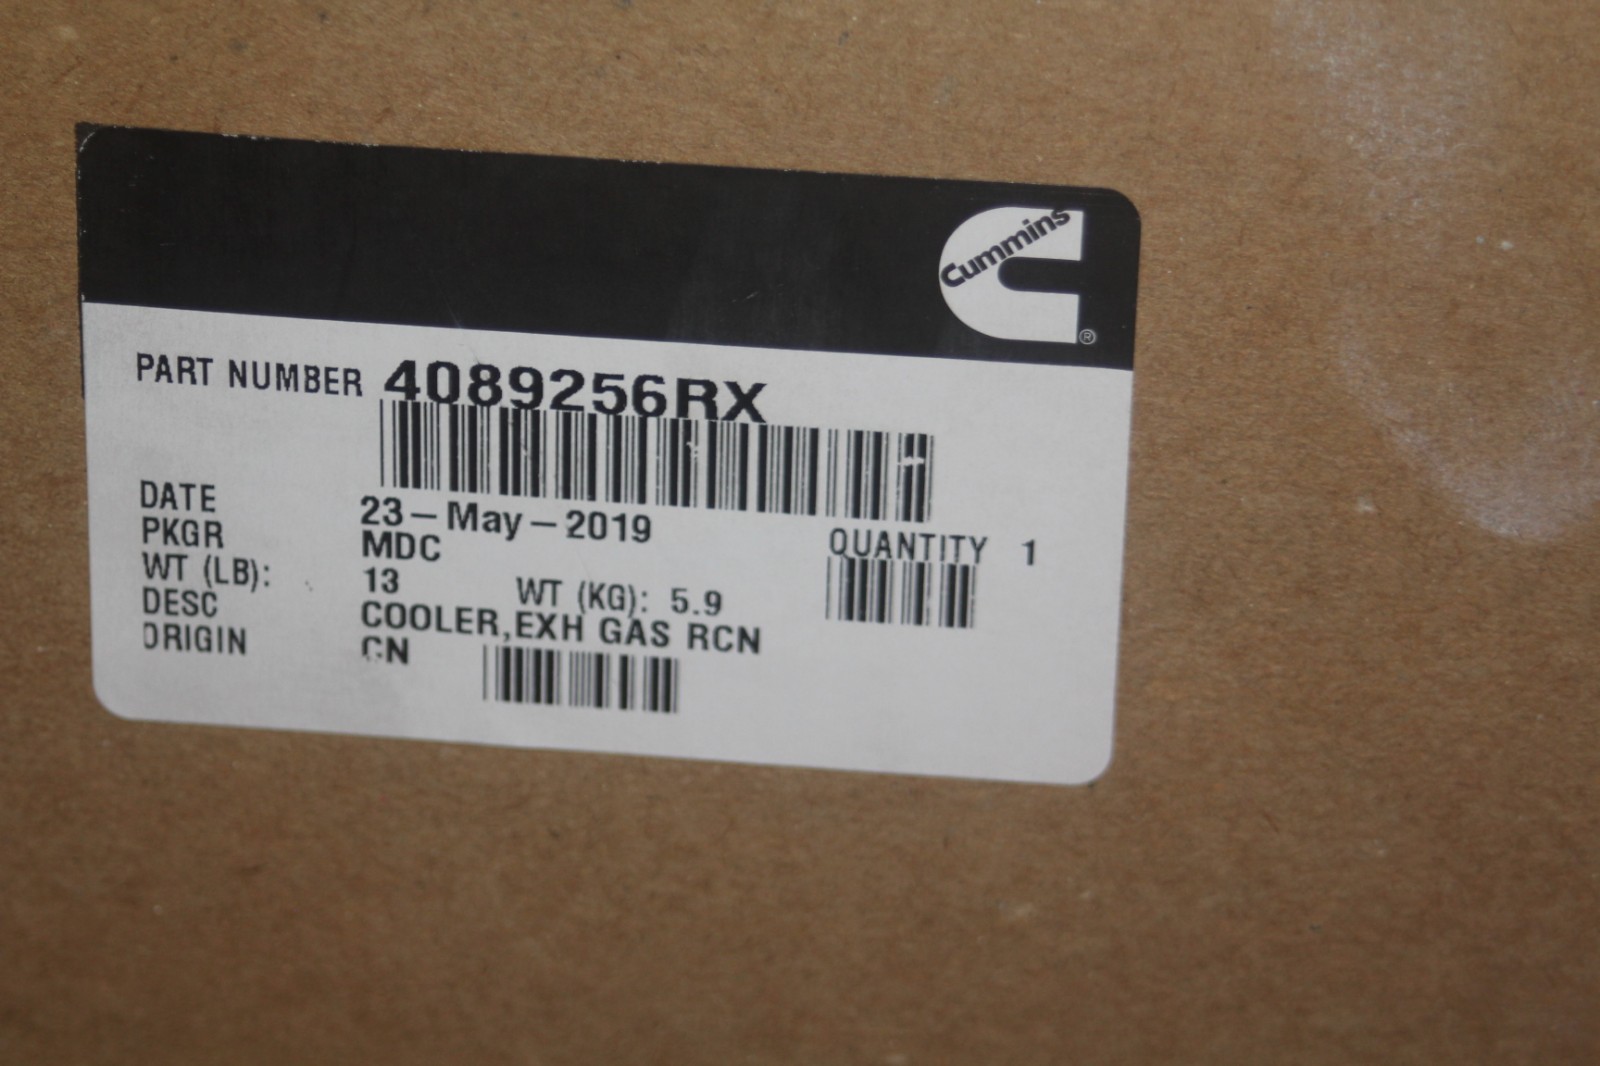 Cummins
®
PART NUMBER 4089256RX
DATE 23-May-2019
PKGR MDC
QUANTITY 1
WT (LB): 13 WT (KG): 5.9
DESC COOLER,EXH GAS RCN
ORIGIN CN